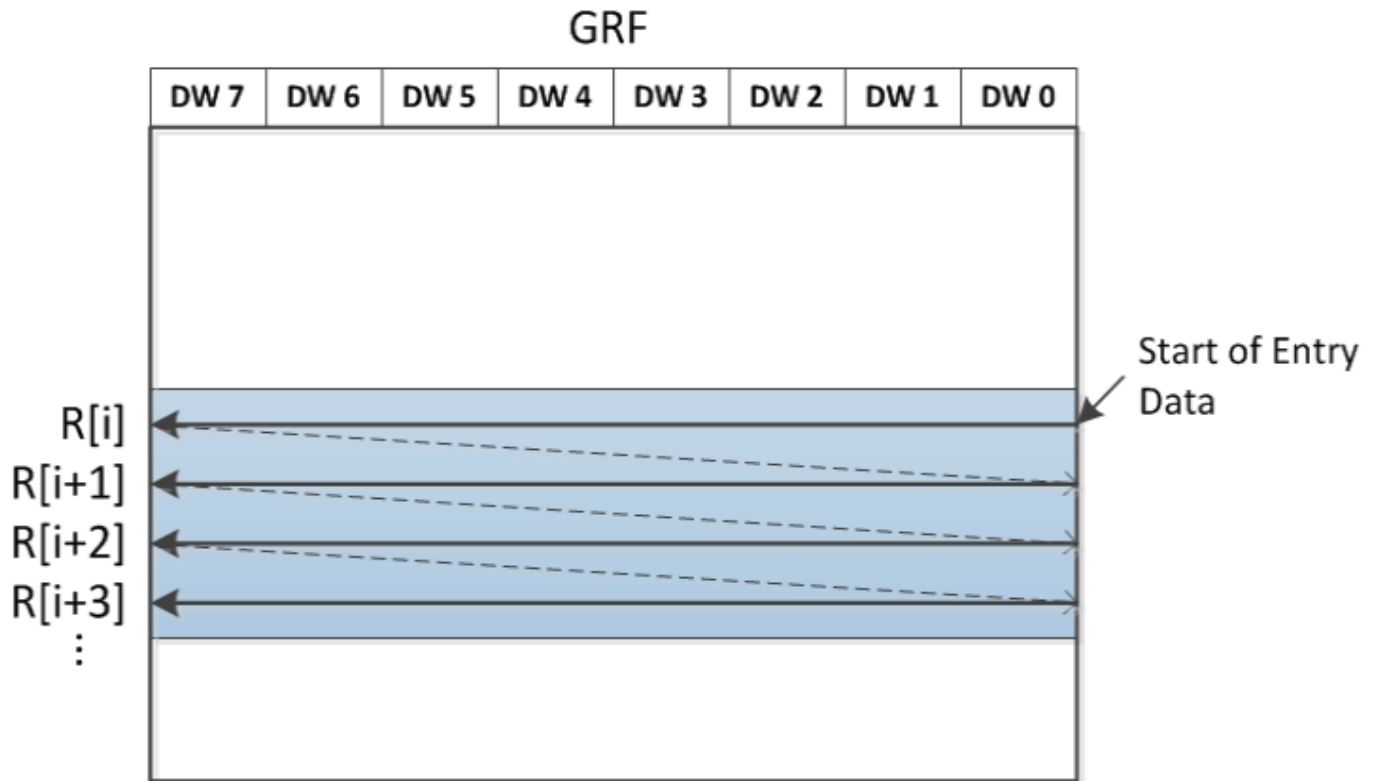 GRF
DW 7 DW 6 DW 5 DW 4 DW 3 DW 2 DW 1 DW 0
Start of Entry
Data
R[i]
R[i+1]
R[i+2]
R[i+3]
⋮